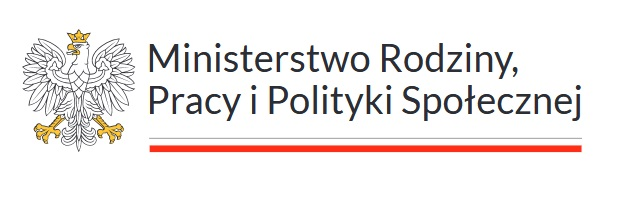 Ministerstwo Rodziny,
Pracy i Polityki Społecznej